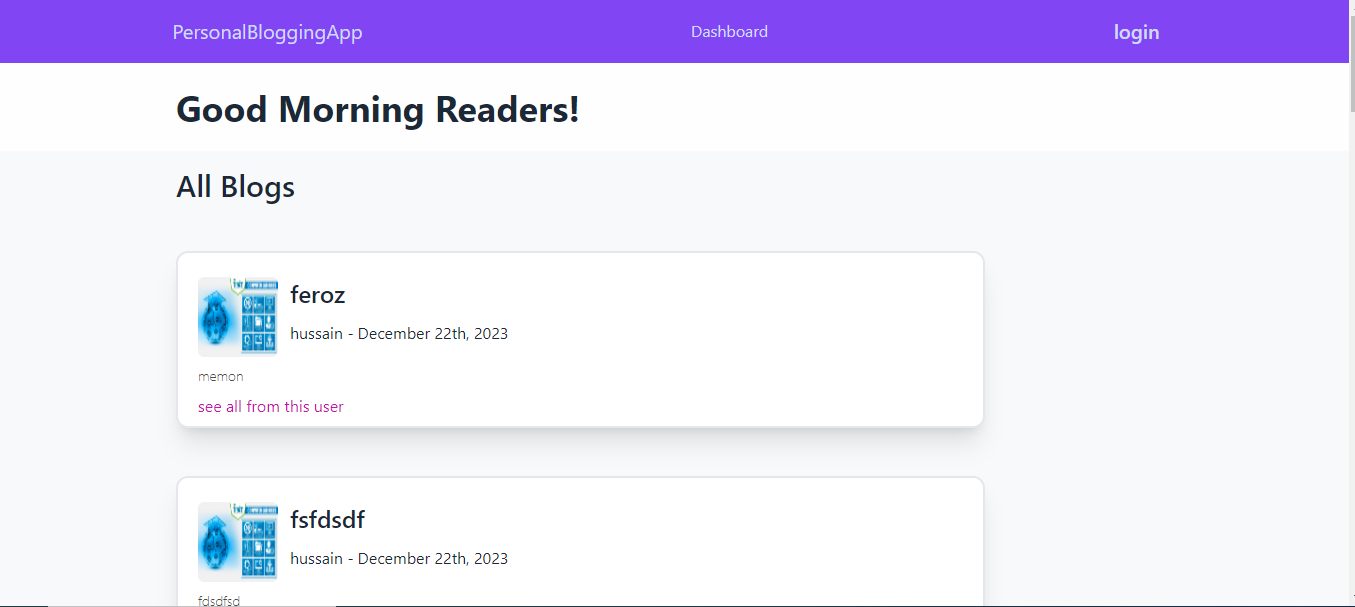 PersonalBloggingApp Dashboard login
Good Morning Readers!
All Blogs
feroz
hussain - December 22th, 2023
memon
see all from this user
fsfdsdf
hussain - December 22th, 2023
fdsdfsd